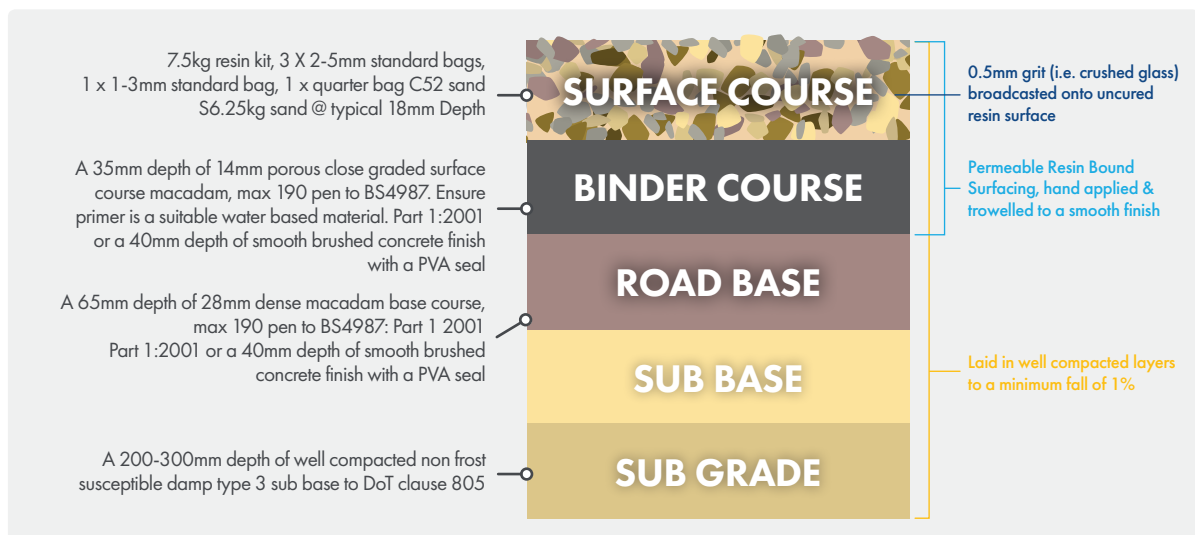 7.5kg resin kit, 3 X 2-5mm standard bags,
1 x 1-3mm standard bag, 1 x quarter bag C52 sand
S6.25kg sand @ typical 18mm Depth
SURFACE COURSE
0.5mm grit (i.e. crushed glass)
broadcasted onto uncured
resin surface
A 35mm depth of 14mm porous close graded surface
course macadam, max 190 pen to BS4987. Ensure
primer is a suitable water based material. Part 1:2001
or a 40mm depth of smooth brushed concrete finish
with a PVA seal
BINDER COURSE
Permeable Resin Bound
Surfacing, hand applied &
trowelled to a smooth finish
A 65mm depth of 28mm dense macadam base course,
max 190 pen to BS4987: Part 1 2001
Part 1:2001 or a 40mm depth of smooth brushed
concrete finish with a PVA seal
ROAD BASE
SUB BASE
Laid in well compacted layers
to a minimum fall of 1%
A 200-300mm depth of well compacted non frost
susceptible damp type 3 sub base to DoT clause 805
SUB GRADE